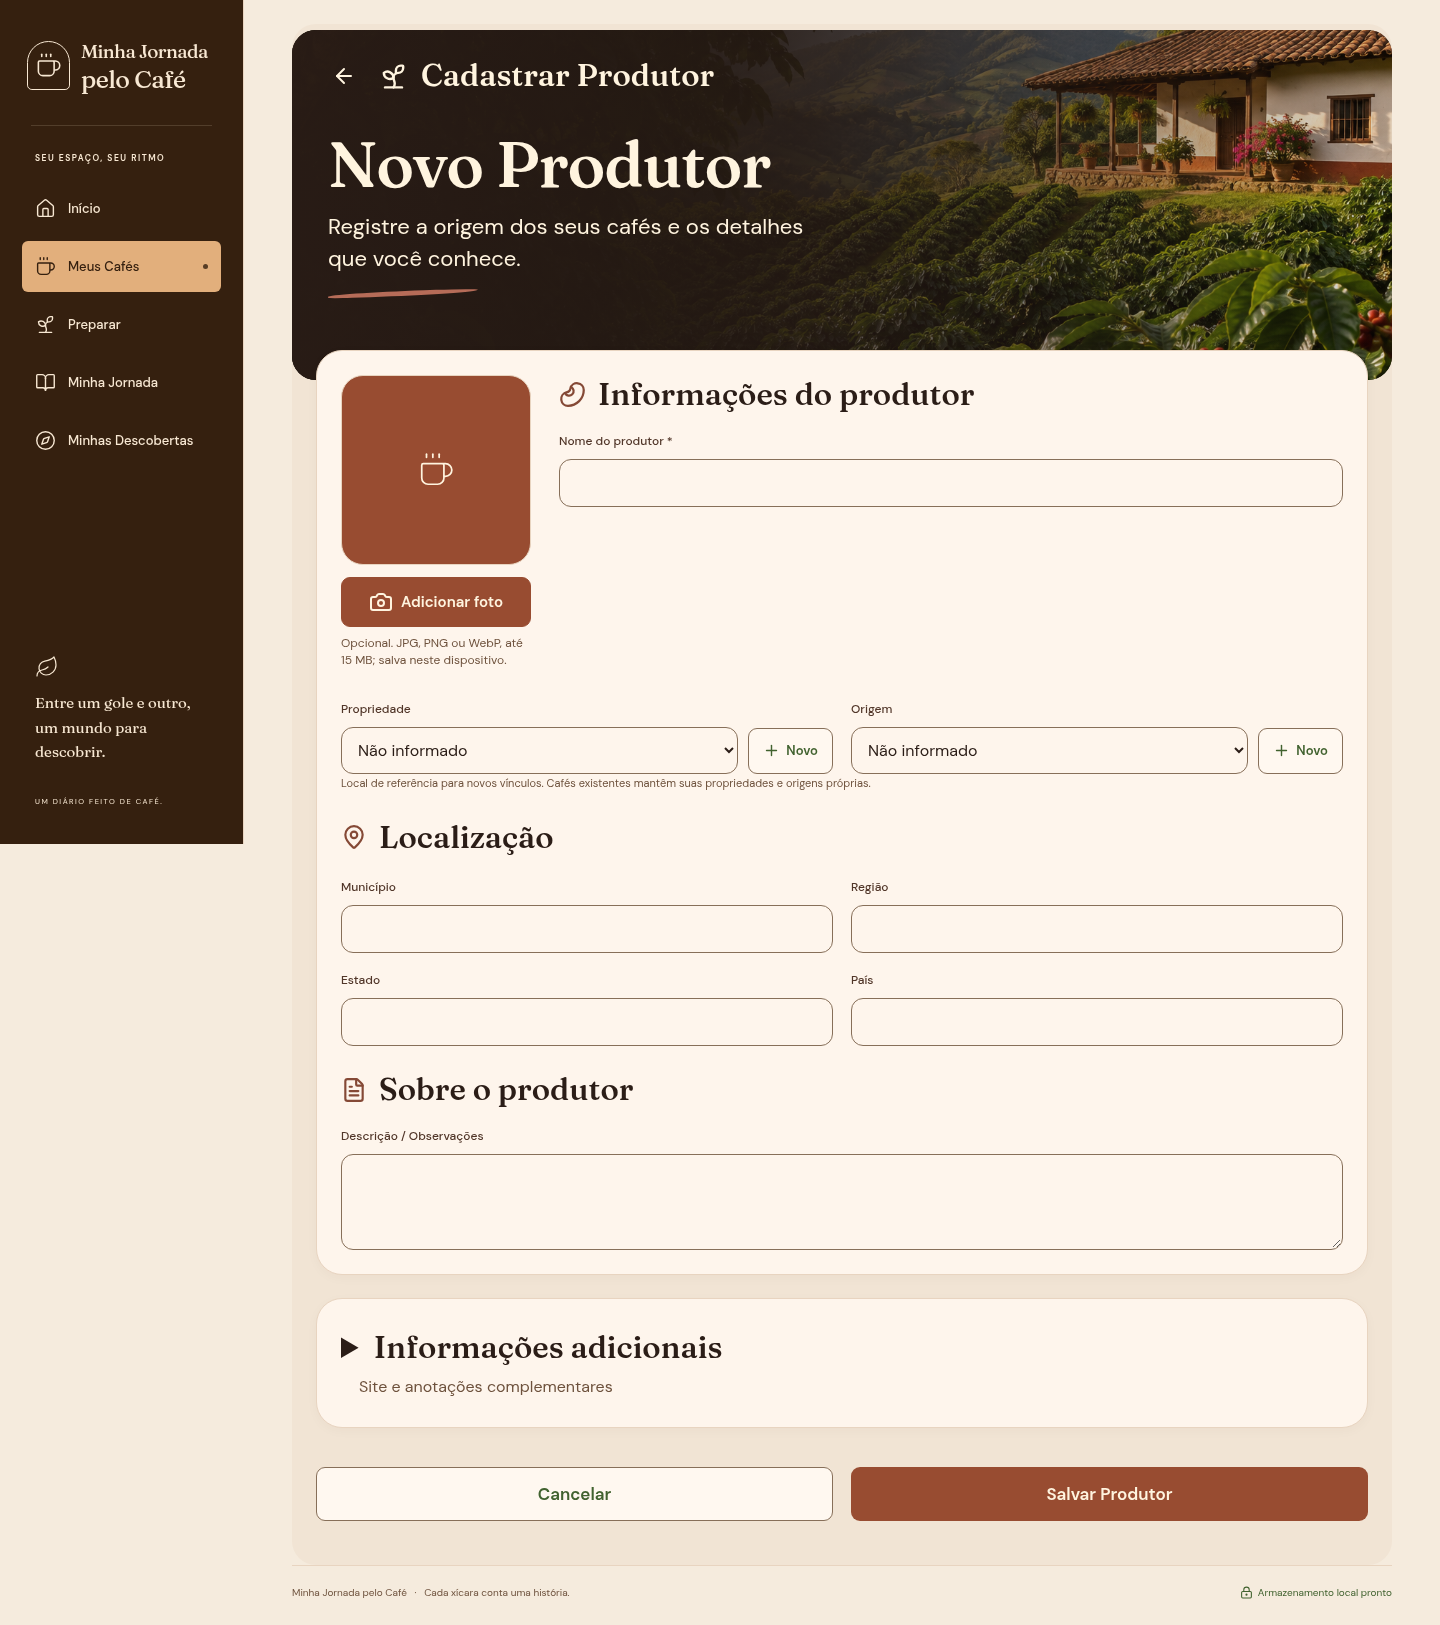 Minha Jornada
pelo Café
SEU ESPAÇO, SEU RITMO
Início
Meus Cafés
Preparar
Minha Jornada
Minhas Descobertas
Entre um gole e outro,
um mundo para
descobrir.
UM DIÁRIO FEITO DE CAFÉ.
Cadastrar Produtor
Novo Produtor
Registre a origem dos seus cafés e os detalhes
que você conhece.
Informações do produtor
Nome do produtor *
Adicionar foto
Opcional. JPG, PNG ou WebP, até
15 MB; salva neste dispositivo.
Propriedade
Origem
Não informado
Novo
Não informado
Novo
Local de referência para novos vínculos. Cafés existentes mantêm suas propriedades e origens próprias.
Localização
Município
Região
Estado
País
Sobre o produtor
Descrição / Observações
Informações adicionais
Site e anotações complementares
Cancelar
Salvar Produtor
Minha Jornada pelo Café · Cada xícara conta uma história.
Armazenamento local pronto